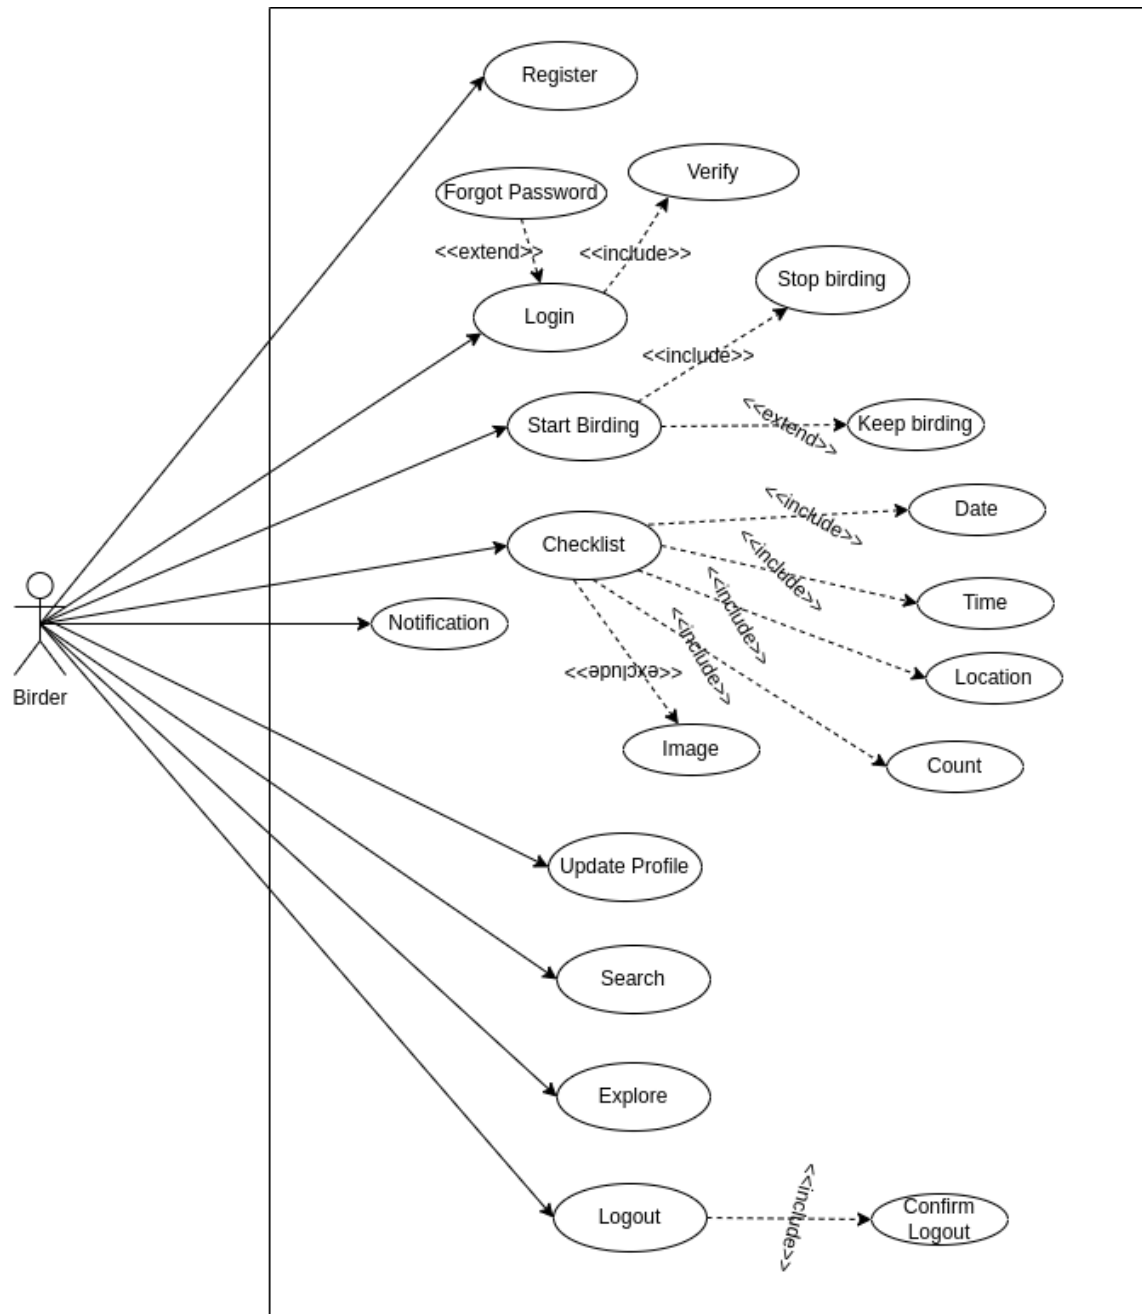 Register
Verify
Forgot Password
<<extend>>
<<include>>
Stop birding
Login
<<include>>
Start Birding
<<extend>>
Keep birding
Date
<<include>>
Checklist
<<include>>
Time
<<include>>
Notification
<<include>>
Location
<<exclude>>
Birder
Image
Count
Update Profile
Search
Explore
Logout
<<include>>
Confirm
Logout